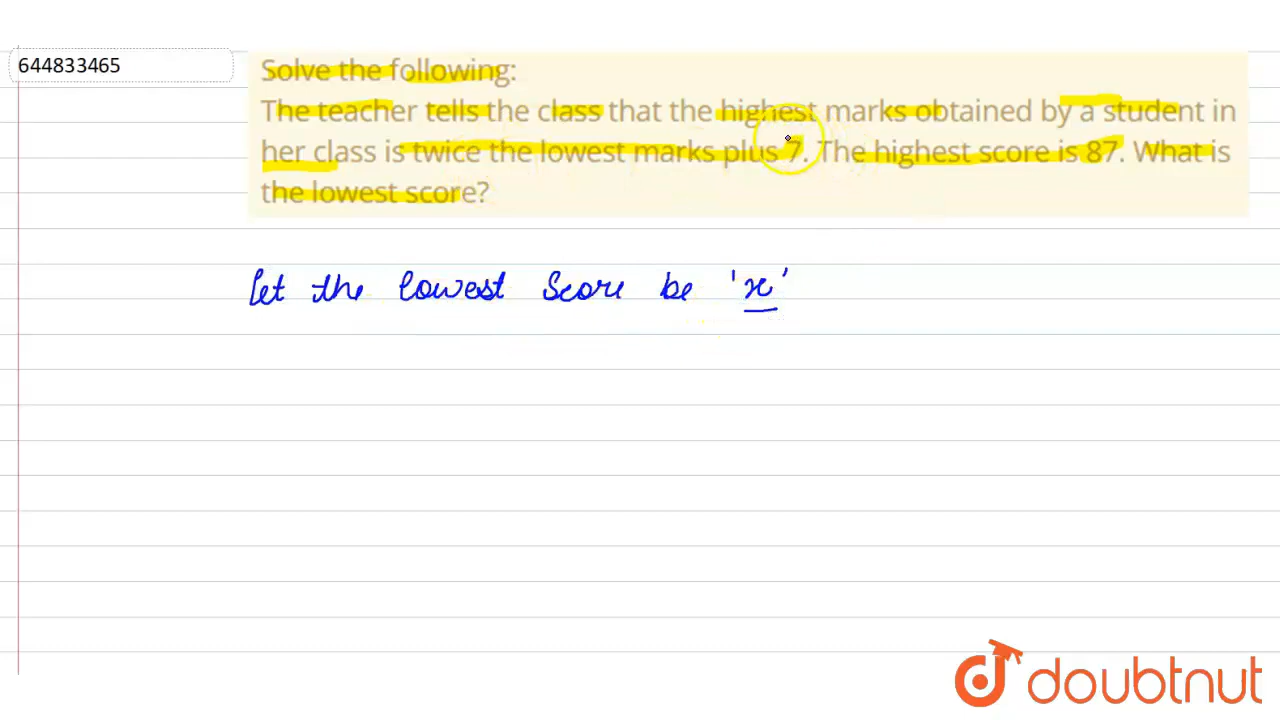 644833465
Solve the following:
The teacher tells the class that the highest marks obtained by a student in
her class is twice the lowest marks plus 7. The highest score is 87. What is
the lowest score?
Let the lowest Score be 'x'
doubtnut